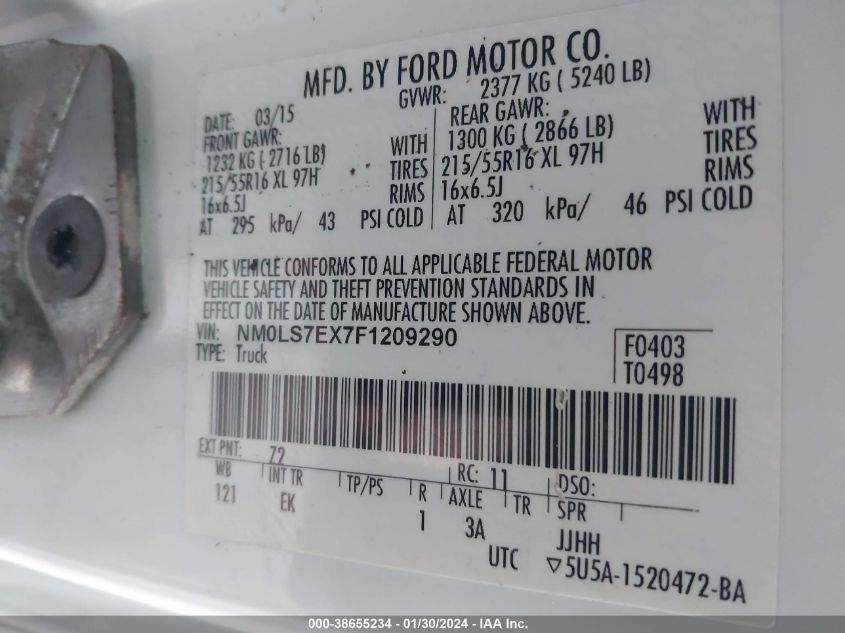 MFD. BY FORD MOTOR CO.
DATE: 03/15 GVWR: 2377 KG ( 5240 LB)
FRONT GAWR: REAR GAWR:
1232 KG ( 2716 LB) WITH 1300 KG ( 2866 LB) WITH
215/55R16 XL 97H TIRES 215/55R16 XL 97H TIRES
16x6.5J RIMS 16x6.5J RIMS
AT 295 kPa/ 43 PSI COLD AT 320 kPa/ 46 PSI COLD
THIS VEHICLE CONFORMS TO ALL APPLICABLE FEDERAL MOTOR
VEHICLE SAFETY AND THEFT PREVENTION STANDARDS IN
EFFECT ON THE DATE OF MANUFACTURE SHOWN ABOVE.
VIN: NM0LS7EX7F1209290
TYPE: Truck
F0403
T0498
EXT PNT: Z2 RC: 11 DSO:
WB INT TR TP/PS R AXLE TR SPR
121 EK 1 3A JJHH
UTC ▽5U5A-1520472-BA
000-38655234 - 01/30/2024 - IAA Inc.